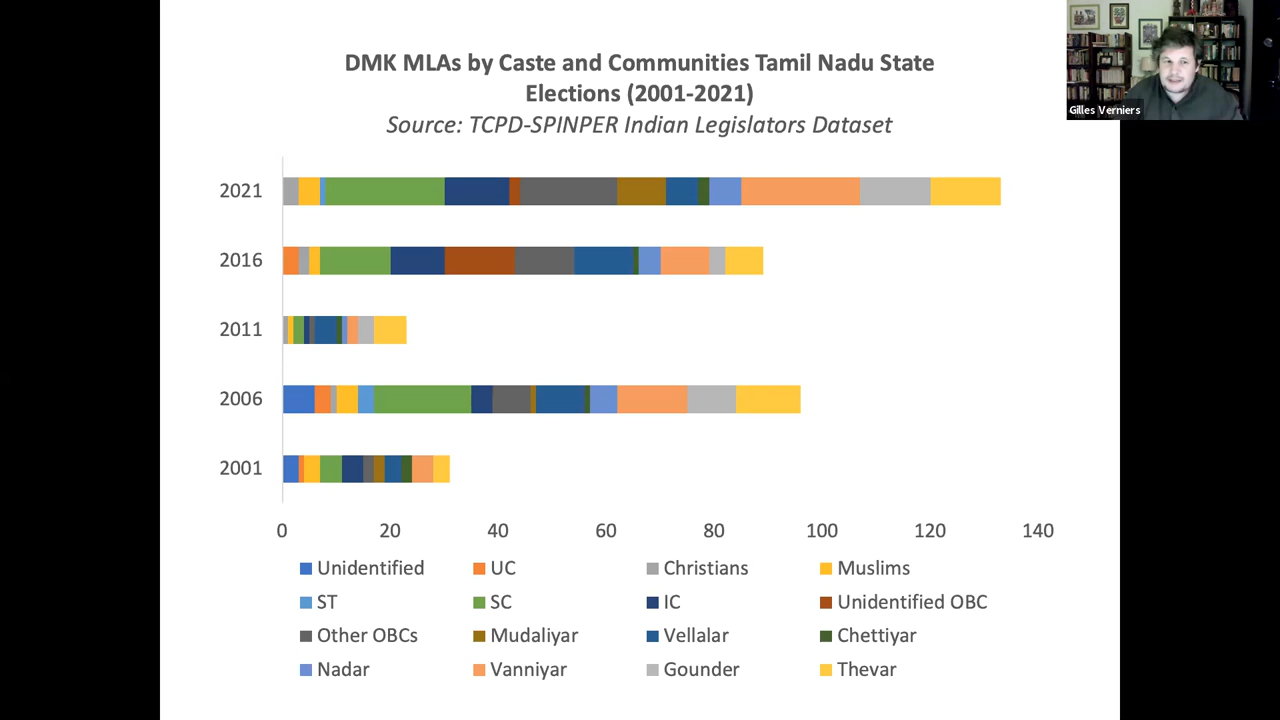 DMK MLAs by Caste and Communities Tamil Nadu State
Elections (2001-2021)
Source: TCPD-SPINPER Indian Legislators Dataset
Gilles Verniers
2021
2016
2011
2006
2001
0 20 40 60 80 100 120 140
Unidentified UC Christians Muslims
ST SC IC Unidentified OBC
Other OBCs Mudaliyar Vellalar Chettiyar
Nadar Vanniyar Gounder Thevar